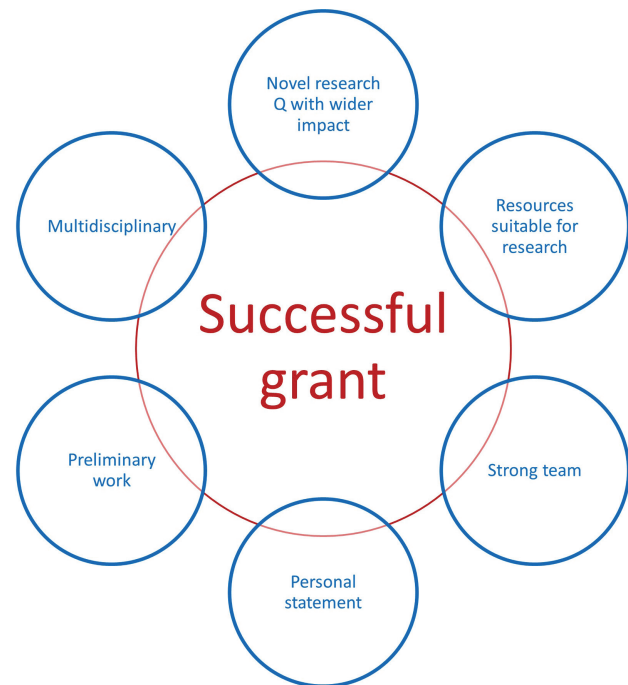 Novel research
Q with wider
impact
Resources
suitable for
research
Strong team
Personal
statement
Preliminary
work
Multidisciplinary
Successful
grant